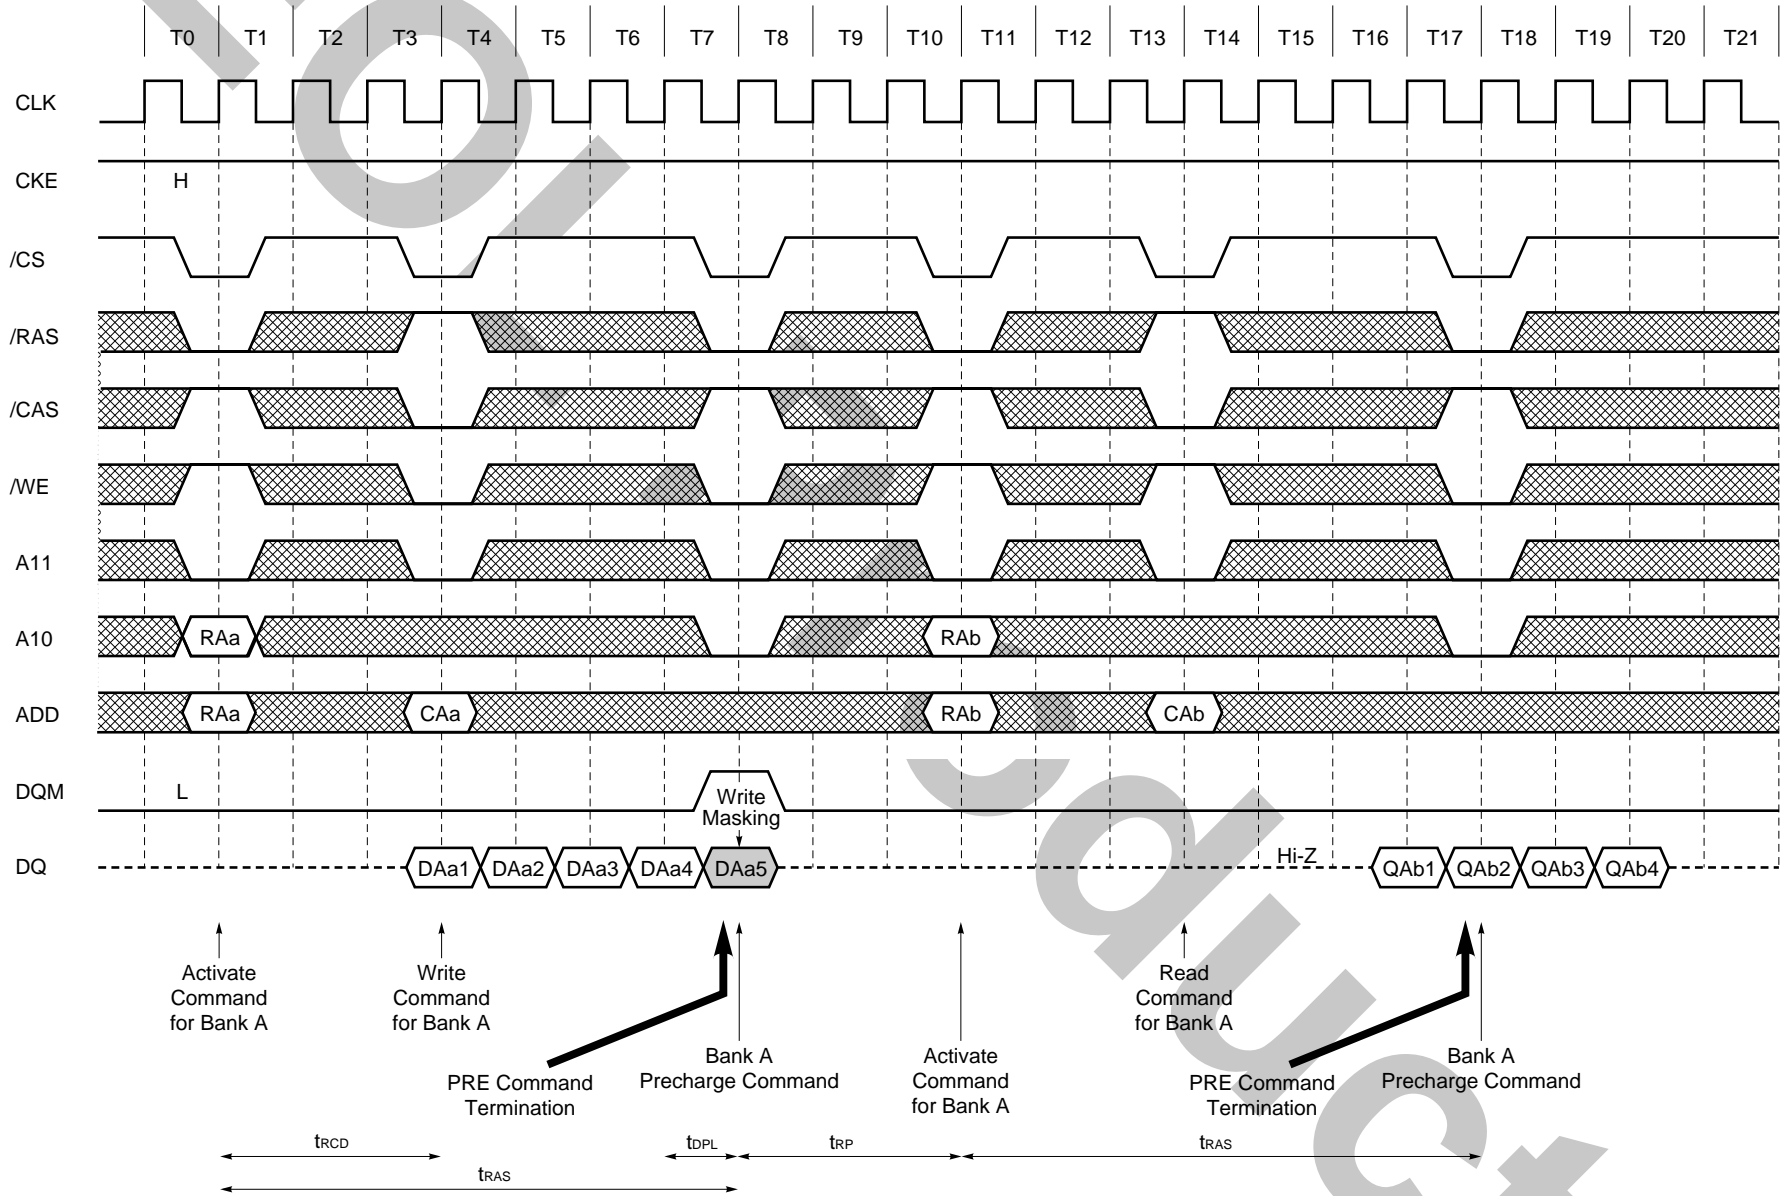 T0 T1 T2 T3 T4 T5 T6 T7 T8 T9 T10 T11 T12 T13 T14 T15 T16 T17 T18 T19 T20 T21
CLK
CKE H
/CS
/RAS
/CAS
/WE
A11
A10 RAa RAb
ADD RAa CAa RAb CAb
DQM L
Write
Masking
DQ DAa1 DAa2 DAa3 DAa4 DAa5 Hi-Z QAb1 QAb2 QAb3 QAb4
Activate
Command
for Bank A
Write
Command
for Bank A
PRE Command
Termination
Bank A
Precharge Command
Activate
Command
for Bank A
Read
Command
for Bank A
PRE Command
Termination
Bank A
Precharge Command
tRCD tDPL tRP tRAS
tRAS